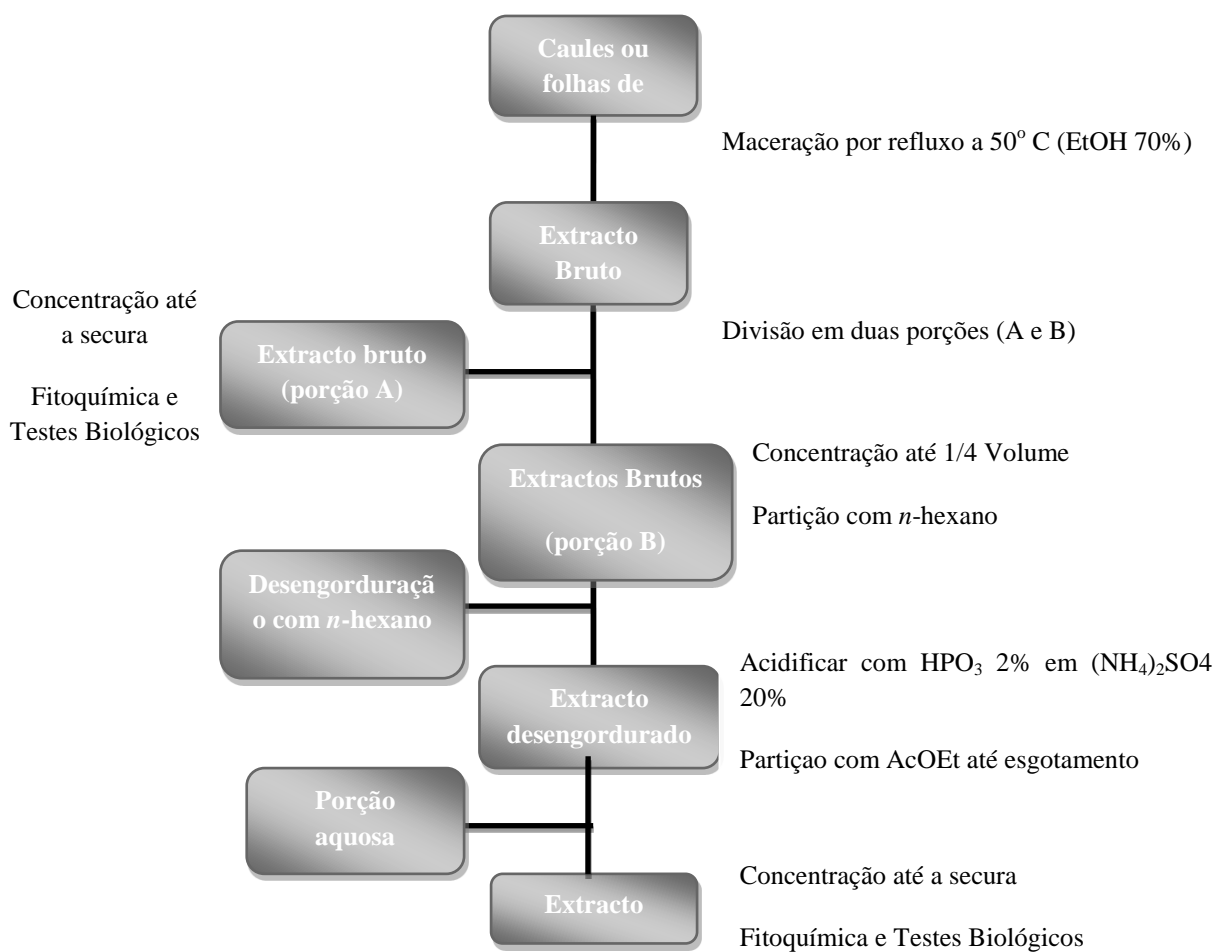 Caules ou
folhas de
Maceração por refluxo a 50º C (EtOH 70%)
Extracto
Bruto
Concentração até
a secura
Fitoquímica e
Testes Biológicos
Extracto bruto
(porção A)
Divisão em duas porções (A e B)
Extractos Brutos
(porção B)
Concentração até 1/4 Volume
Partição com n-hexano
Desengorduraçã
o com n-hexano
Extracto
desengordurado
Acidificar com HPO₃ 2% em (NH₄)₂SO4
20%
Partiçao com AcOEt até esgotamento
Porção
aquosa
Extracto
Concentração até a secura
Fitoquímica e Testes Biológicos